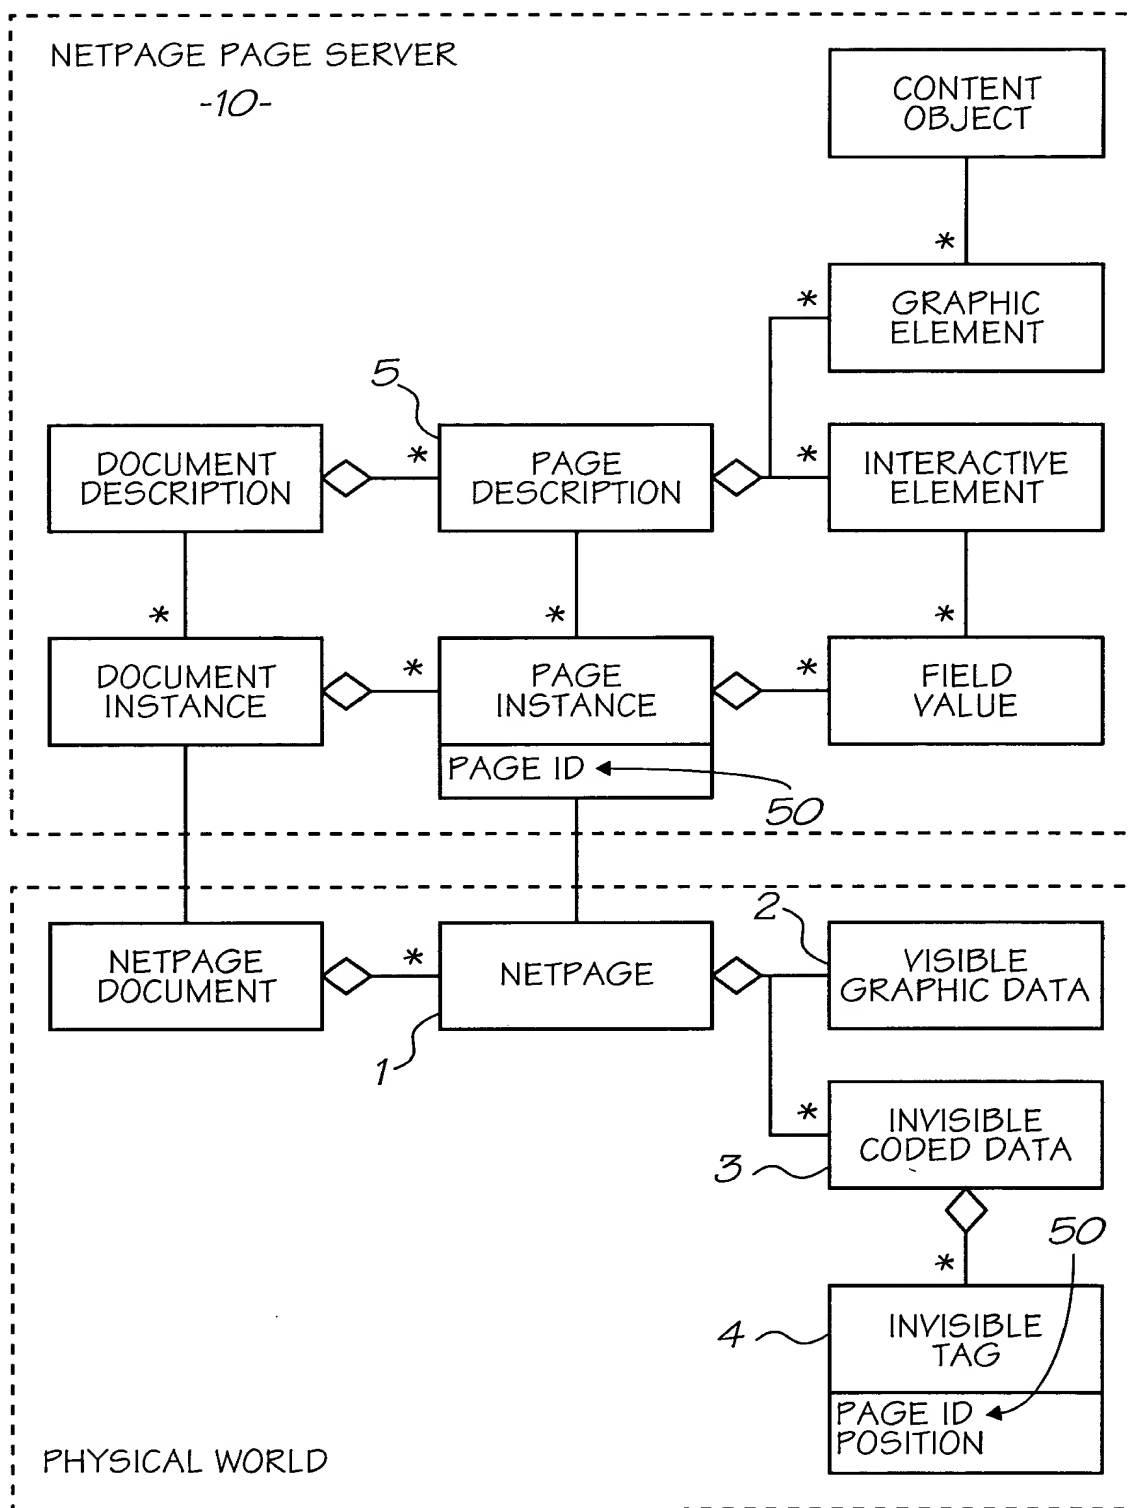 NETPAGE PAGE SERVER
-10-
CONTENT
OBJECT
*
GRAPHIC
ELEMENT
*
5
DOCUMENT
DESCRIPTION
*
PAGE
DESCRIPTION
*
INTERACTIVE
ELEMENT
*
*
*
DOCUMENT
INSTANCE
*
PAGE
INSTANCE
*
FIELD
VALUE
PAGE ID
50
2
NETPAGE
DOCUMENT
*
NETPAGE
VISIBLE
GRAPHIC DATA
1
*
INVISIBLE
CODED DATA
3
50
*
4
INVISIBLE
TAG
PAGE ID
POSITION
PHYSICAL WORLD